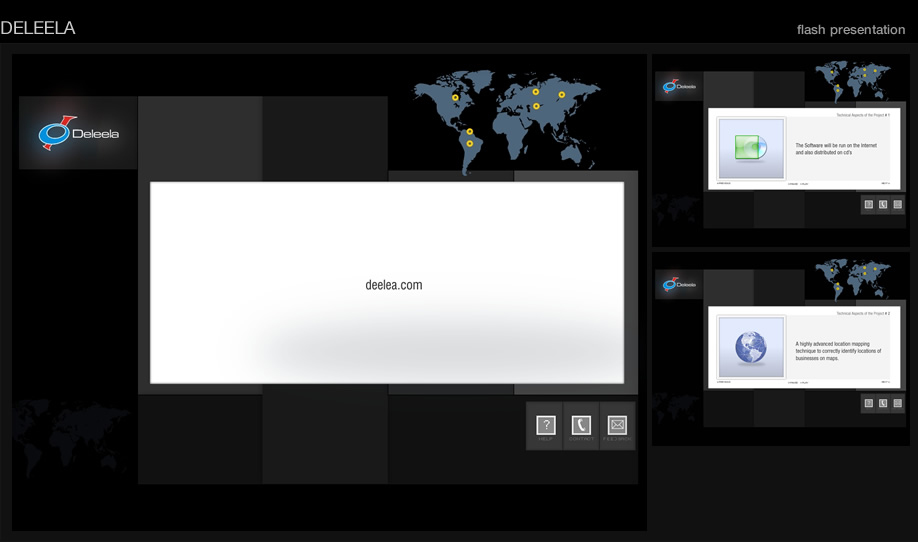 DELEELA
flash presentation
Deleela
deelea.com
HELP
CONTACT
Deleela
Technical Aspects of the Project # 1
The Software will be run on the internet
and also distributed on cd's
Deleela
Technical Aspects of the Project # 2
A highly advanced location mapping
technique to correctly identify locations of
businesses on maps.